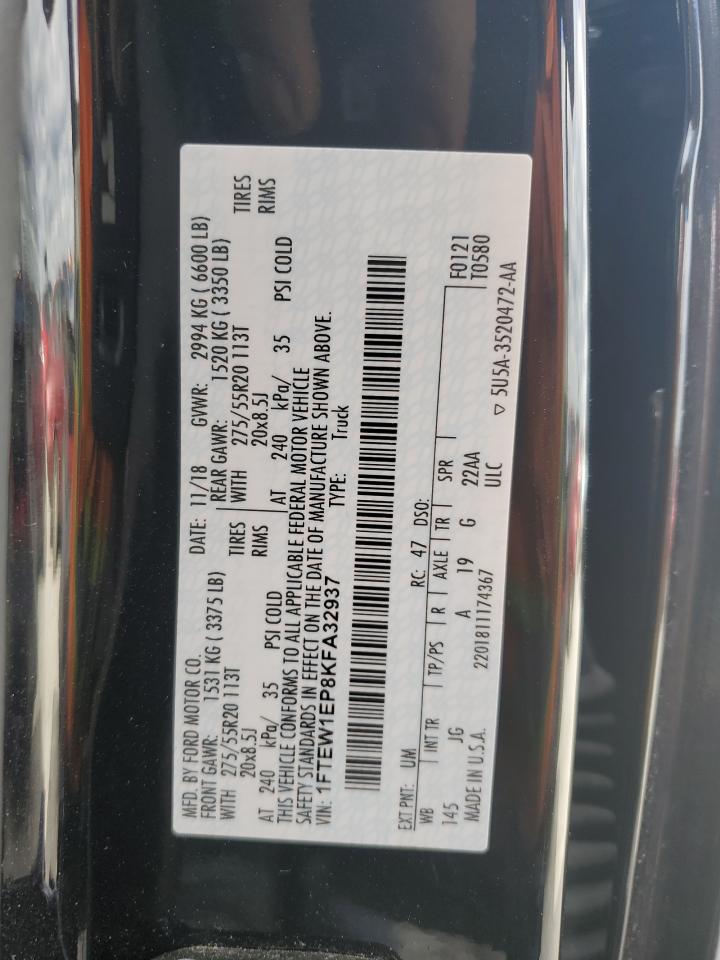 MFD. BY FORD MOTOR CO.
DATE: 11/18 GVWR: 2994 KG ( 6600 LB)
FRONT GAWR: 1531 KG ( 3375 LB) REAR GAWR: 1520 KG ( 3350 LB)
WITH 275/55R20 113T TIRES WITH 275/55R20 113T TIRES
20x8.5J RIMS 20x8.5J RIMS
AT 240 kPa/ 35 PSI COLD AT 240 kPa/ 35 PSI COLD
THIS VEHICLE CONFORMS TO ALL APPLICABLE FEDERAL MOTOR VEHICLE
SAFETY STANDARDS IN EFFECT ON THE DATE OF MANUFACTURE SHOWN ABOVE.
VIN: 1FTEW1EP8KFA32937 TYPE: Truck
EXT PNT: UM RC: 47 DSO:
WB INT TR TP/PS R AXLE TR SPR F0121
145 JG A 19 G 22AA T0580
MADE IN U.S.A. 2201811174367 ULC ▽ 5U5A-3520472-AA